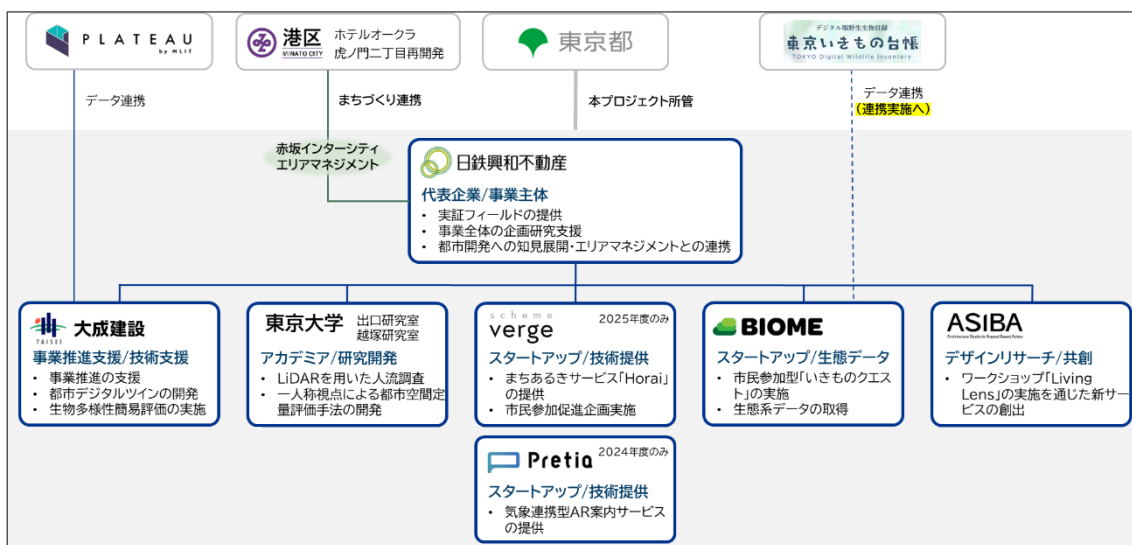 PLATEAU
by MLIT
港区
MINATO CITY
ホテルオークラ
虎ノ門二丁目再開発
東京都
デジタル版野生生物目録
東京いきもの台帳
TOKYO Digital Wildlife Inventory
データ連携
まちづくり連携
本プロジェクト所管
データ連携
(連携実施へ)
赤坂インターシティ
エリアマネジメント
日鉄興和不動産
代表企業/事業主体
• 実証フィールドの提供
• 事業全体の企画研究支援
• 都市開発への知見展開・エリアマネジメントとの連携
TAISEI
大成建設
事業推進支援/技術支援
• 事業推進の支援
• 都市デジタルツインの開発
• 生物多様性簡易評価の実施
東京大学
出口研究室
越塚研究室
アカデミア/研究開発
• LiDARを用いた人流調査
• 一人称視点による都市空間定
量評価手法の開発
scheme
verge
2025年度のみ
スタートアップ/技術提供
• まちあるきサービス「Horai」
の提供
• 市民参加促進企画実施
BIOME
スタートアップ/生態データ
• 市民参加型「いきものクエス
ト」の実施
• 生態系データの取得
ASIBA
Architecture Studio for Impact Based Action
デザインリサーチ/共創
• ワークショップ「Living
Lens」の実施を通じた新サー
ビスの創出
Pretia
2024年度のみ
スタートアップ/技術提供
• 気象連携型AR案内サービス
の提供